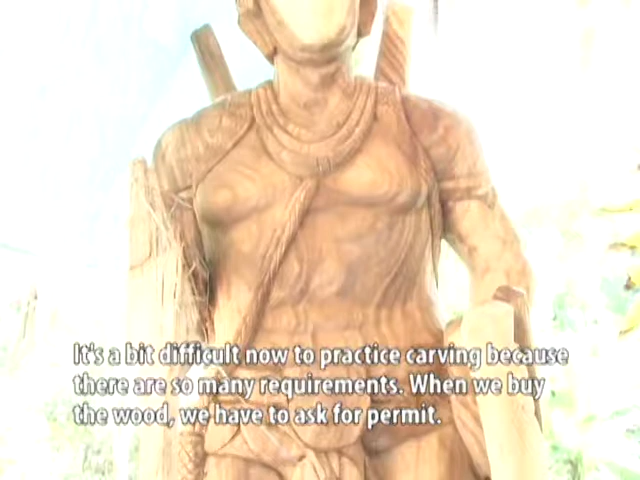 It's a bit difficult now to practice carving because
there are so many requirements. When we buy
the wood, we have to ask for permit.